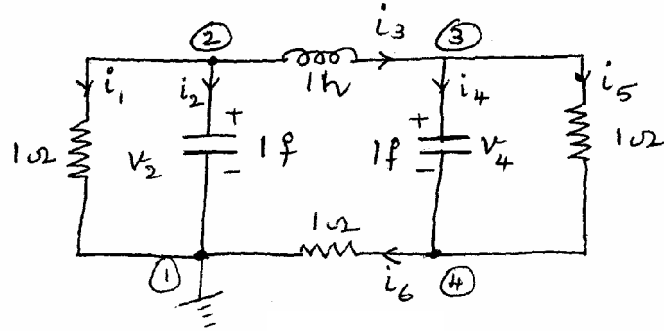 ② i₃ ③
i₁ i₂ 1h i₄ i₅
+ +
1Ω v₂ 1f 1f v₄ 1Ω
− −
1Ω
① i₆ ④